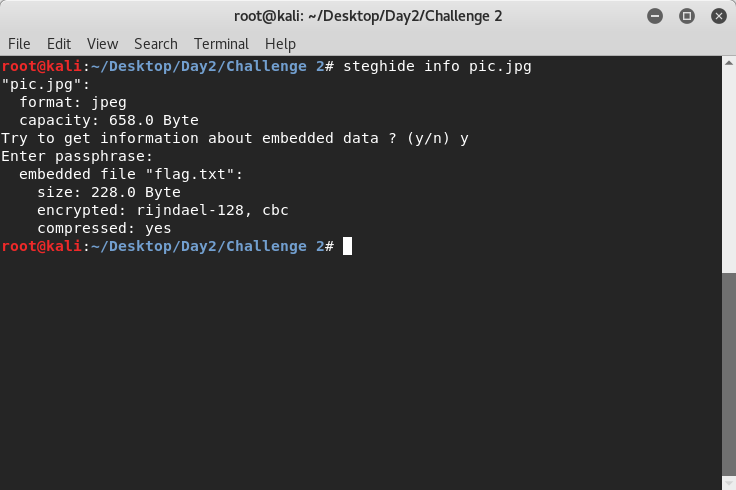 root@kali: ~/Desktop/Day2/Challenge 2
File Edit View Search Terminal Help
root@kali:~/Desktop/Day2/Challenge 2# steghide info pic.jpg
"pic.jpg":
  format: jpeg
  capacity: 658.0 Byte
Try to get information about embedded data ? (y/n) y
Enter passphrase:
  embedded file "flag.txt":
    size: 228.0 Byte
    encrypted: rijndael-128, cbc
    compressed: yes
root@kali:~/Desktop/Day2/Challenge 2#